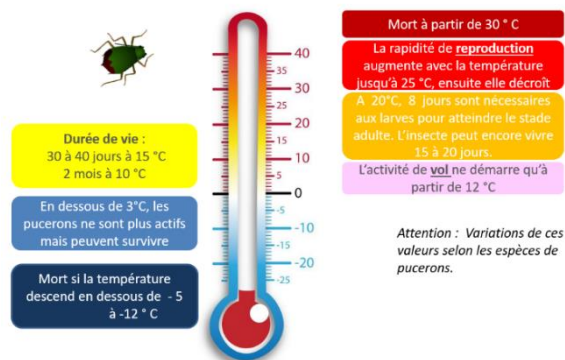 Durée de vie :
30 à 40 jours à 15 °C
2 mois à 10 °C
En dessous de 3°C, les
pucerons ne sont plus actifs
mais peuvent survivre
Mort si la température
descend en dessous de - 5
à -12 ° C
40
35
30
25
20
15
10
5
0
-5
-10
-15
-20
-25
Mort à partir de 30 ° C
La rapidité de reproduction
augmente avec la température
jusqu'à 25 °C, ensuite elle décroît
A 20°C, 8 jours sont nécessaires
aux larves pour atteindre le stade
adulte. L'insecte peut encore vivre
15 à 20 jours.
L'activité de vol ne démarre qu'à
partir de 12 °C
Attention : Variations de ces
valeurs selon les espèces de
pucerons.